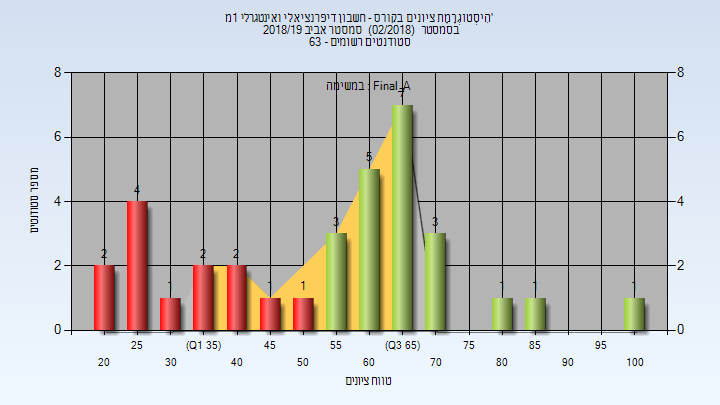 הִיסְטוֹגְרָמַת ציונים בקורס - חשבון דיפרנציאלי ואינטגרלי 1מ'
בסמסטר (02/2018) סמסטר אביב 2018/19
סטודנטים רשומים - 63
במשימה : Final_A
מספר סטודנטים
8 8
6 6
4 4
2 2
0 0
2 4 1 2 2 1 1 3 5 7 3 1 1 1
25 (Q1 35) 45 55 (Q3 65) 75 85 95
20 30 40 50 60 70 80 90 100
טווח ציונים